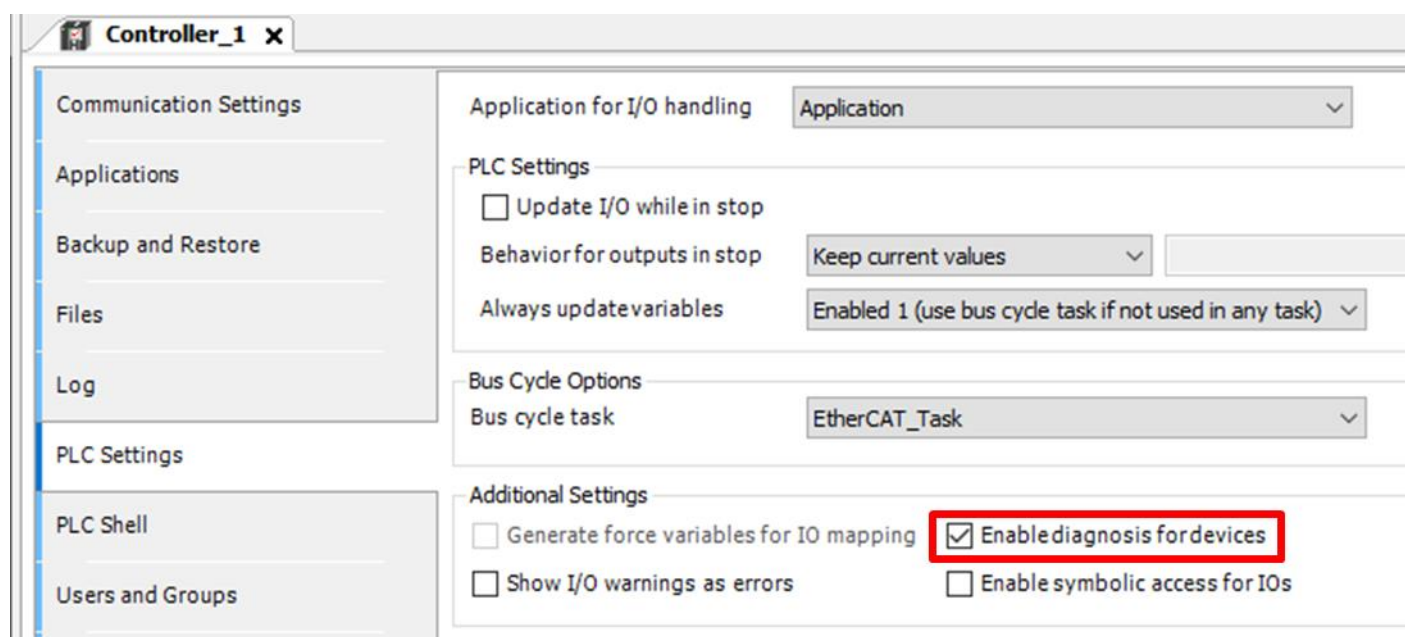 Controller_1 x
Communication Settings
Applications
Backup and Restore
Files
Log
PLC Settings
PLC Shell
Users and Groups
Application for I/O handling Application
PLC Settings
Update I/O while in stop
Behavior for outputs in stop Keep current values
Always update variables Enabled 1 (use bus cycle task if not used in any task)
Bus Cycle Options
Bus cycle task EtherCAT_Task
Additional Settings
Generate force variables for IO mapping Enable diagnosis for devices
Show I/O warnings as errors Enable symbolic access for IOs